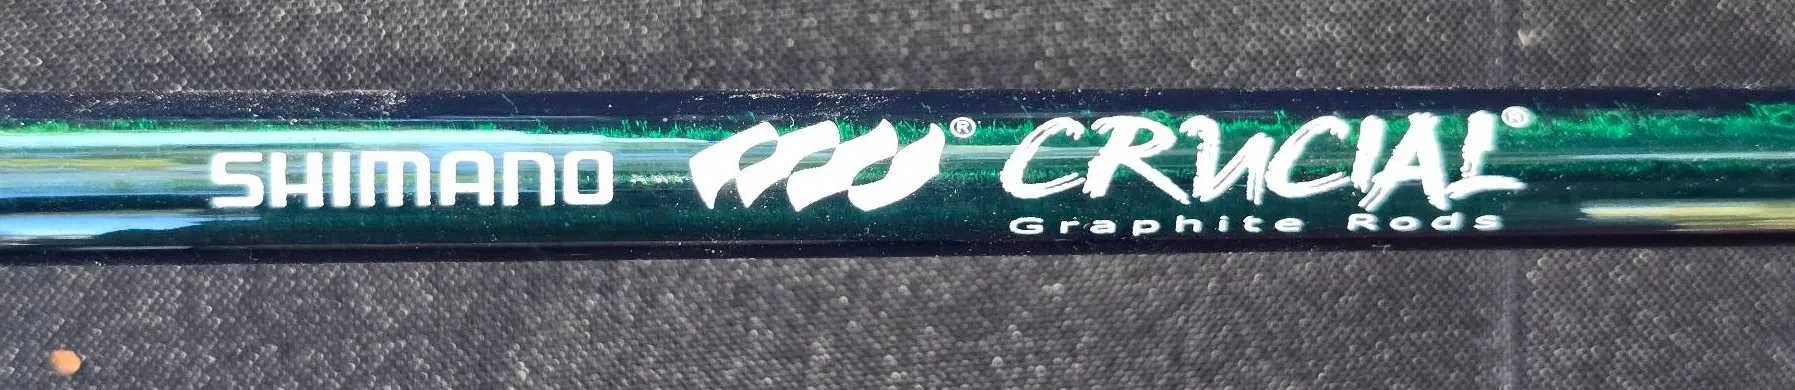 SHIMANO ® CRUCIAL®
Graphite Rods